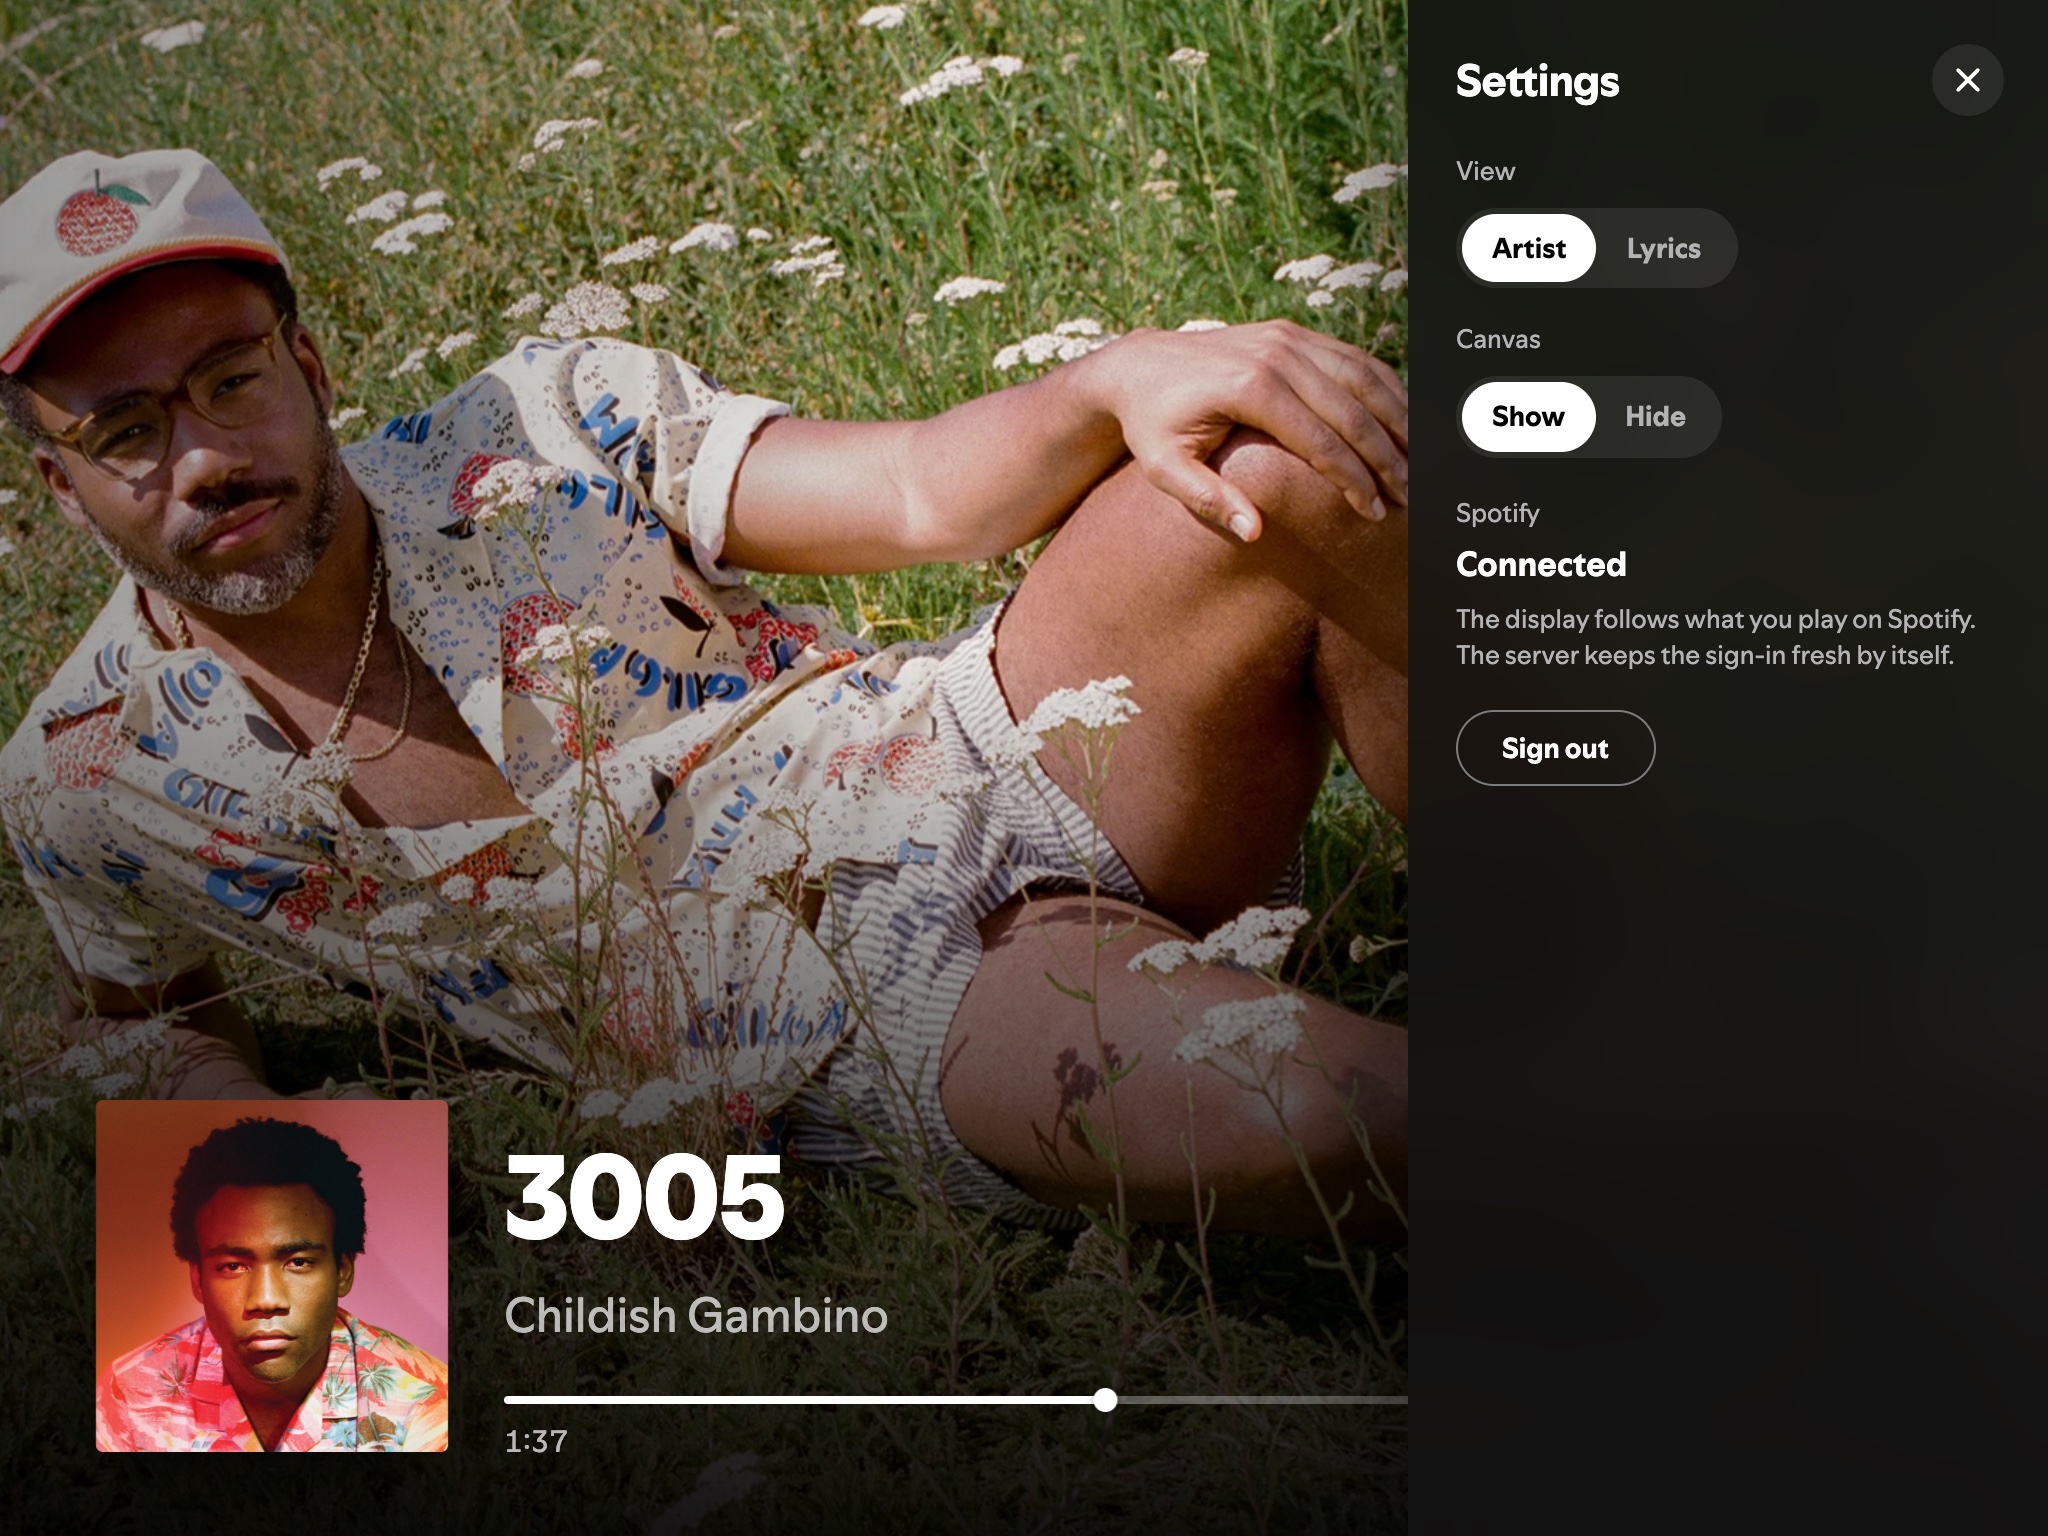 Settings
View
Artist Lyrics
Canvas
Show Hide
Spotify
Connected
The display follows what you play on Spotify.
The server keeps the sign-in fresh by itself.
Sign out
3005
Childish Gambino
1:37